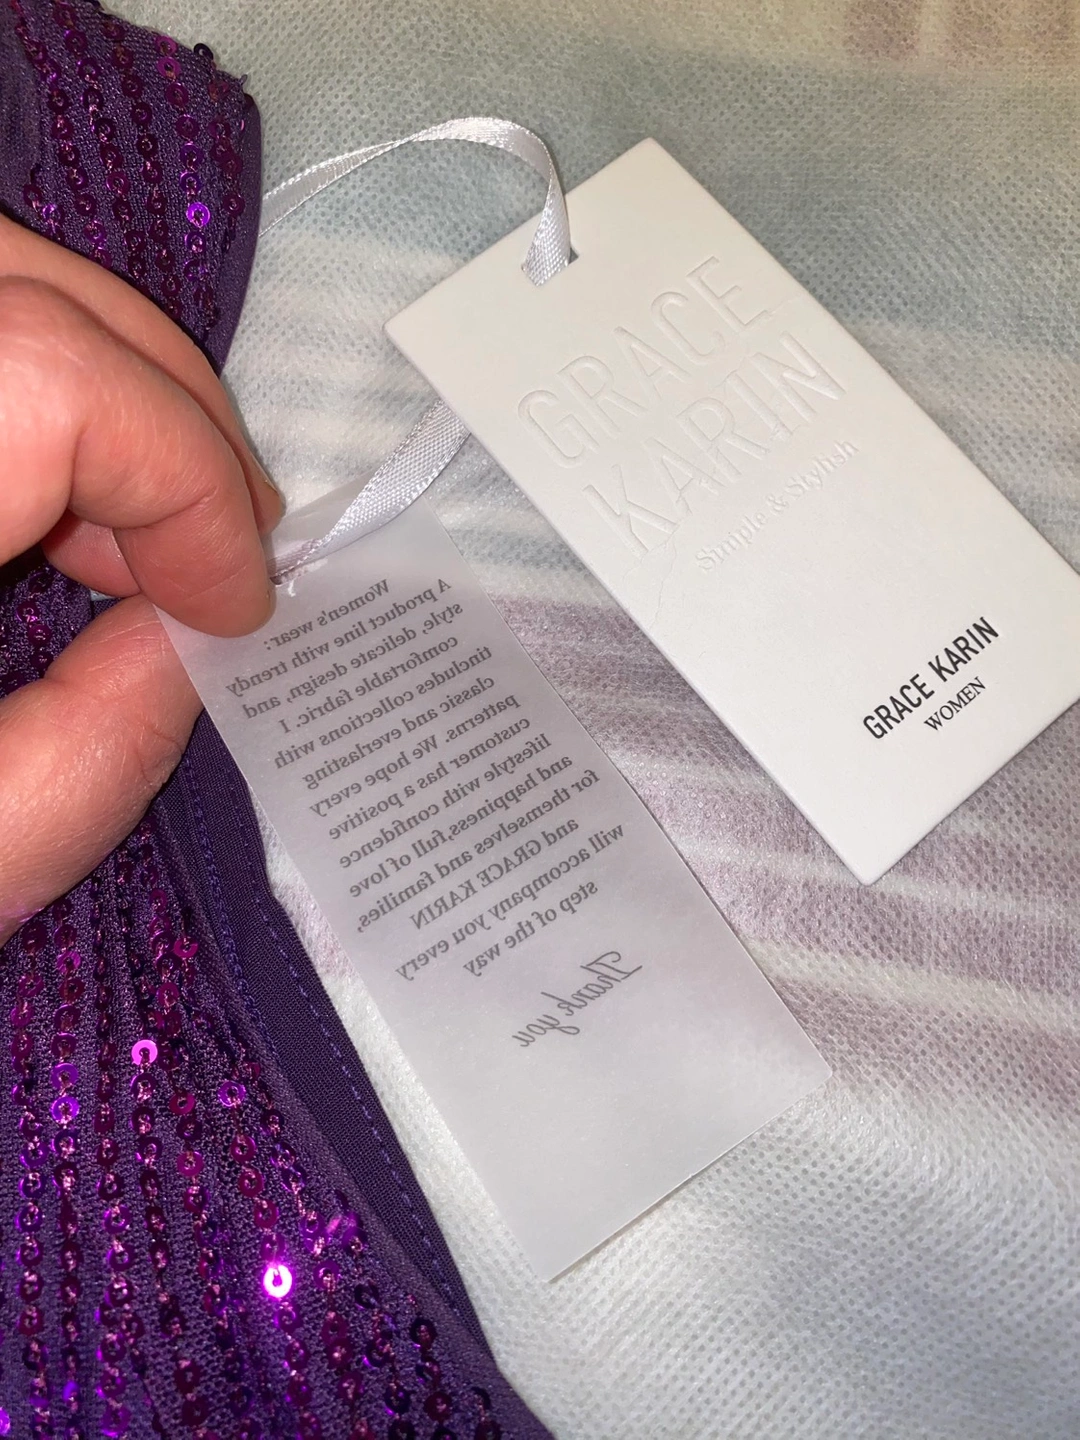 GRACE
KARIN
Simple & Stylish
GRACE KARIN
WOMEN
Women's wear:
A product line with trendy
style, delicate design, and
comfortable fabric. I
tincludes collections with
classic and everlasting
patterns. We hope every
customer has a positive
lifestyle with confidence
and happiness,full of love
for themselves and families,
and GRACE KARIN
will accompany you every
step of the way
Thank you